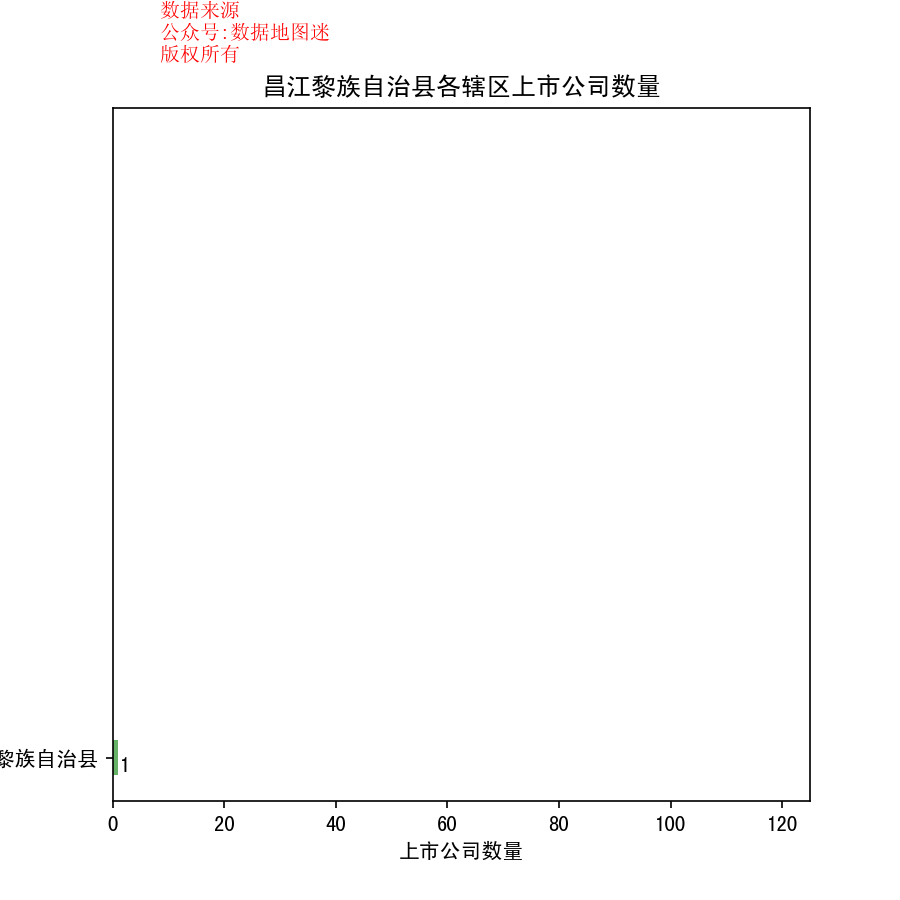 数据来源
公众号:数据地图迷
版权所有
昌江黎族自治县各辖区上市公司数量
黎族自治县
1
0 20 40 60 80 100 120
上市公司数量